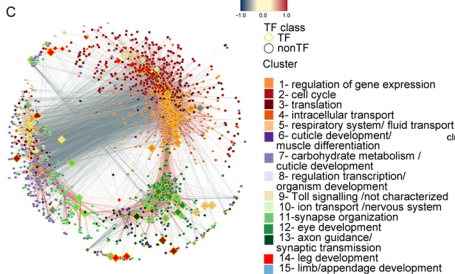 C
-1.0 0.0 1.0
TF class
TF
nonTF
Cluster
1- regulation of gene expression
2- cell cycle
3- translation
4- intracellular transport
5- respiratory system/ fluid transport
6- cuticle development/
muscle differentiation
cl
7- carbohydrate metabolism /
cuticle development
8- regulation transcription/
organism development
9- Toll signalling /not characterized
10- ion transport /nervous system
11-synapse organization
12- eye development
13- axon guidance/
synaptic transmission
14- leg development
15- limb/appendage development